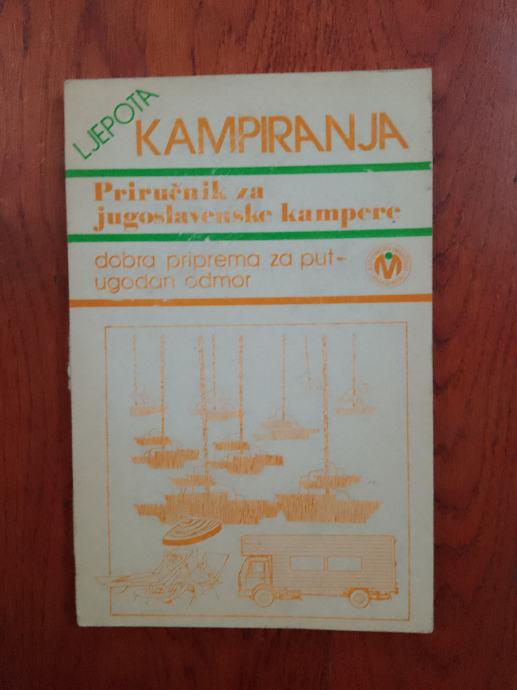 LJEPOTA
KAMPIRANJA
Priručnik za
jugoslavenske kampere
dobra priprema za put-
ugodan odmor
M